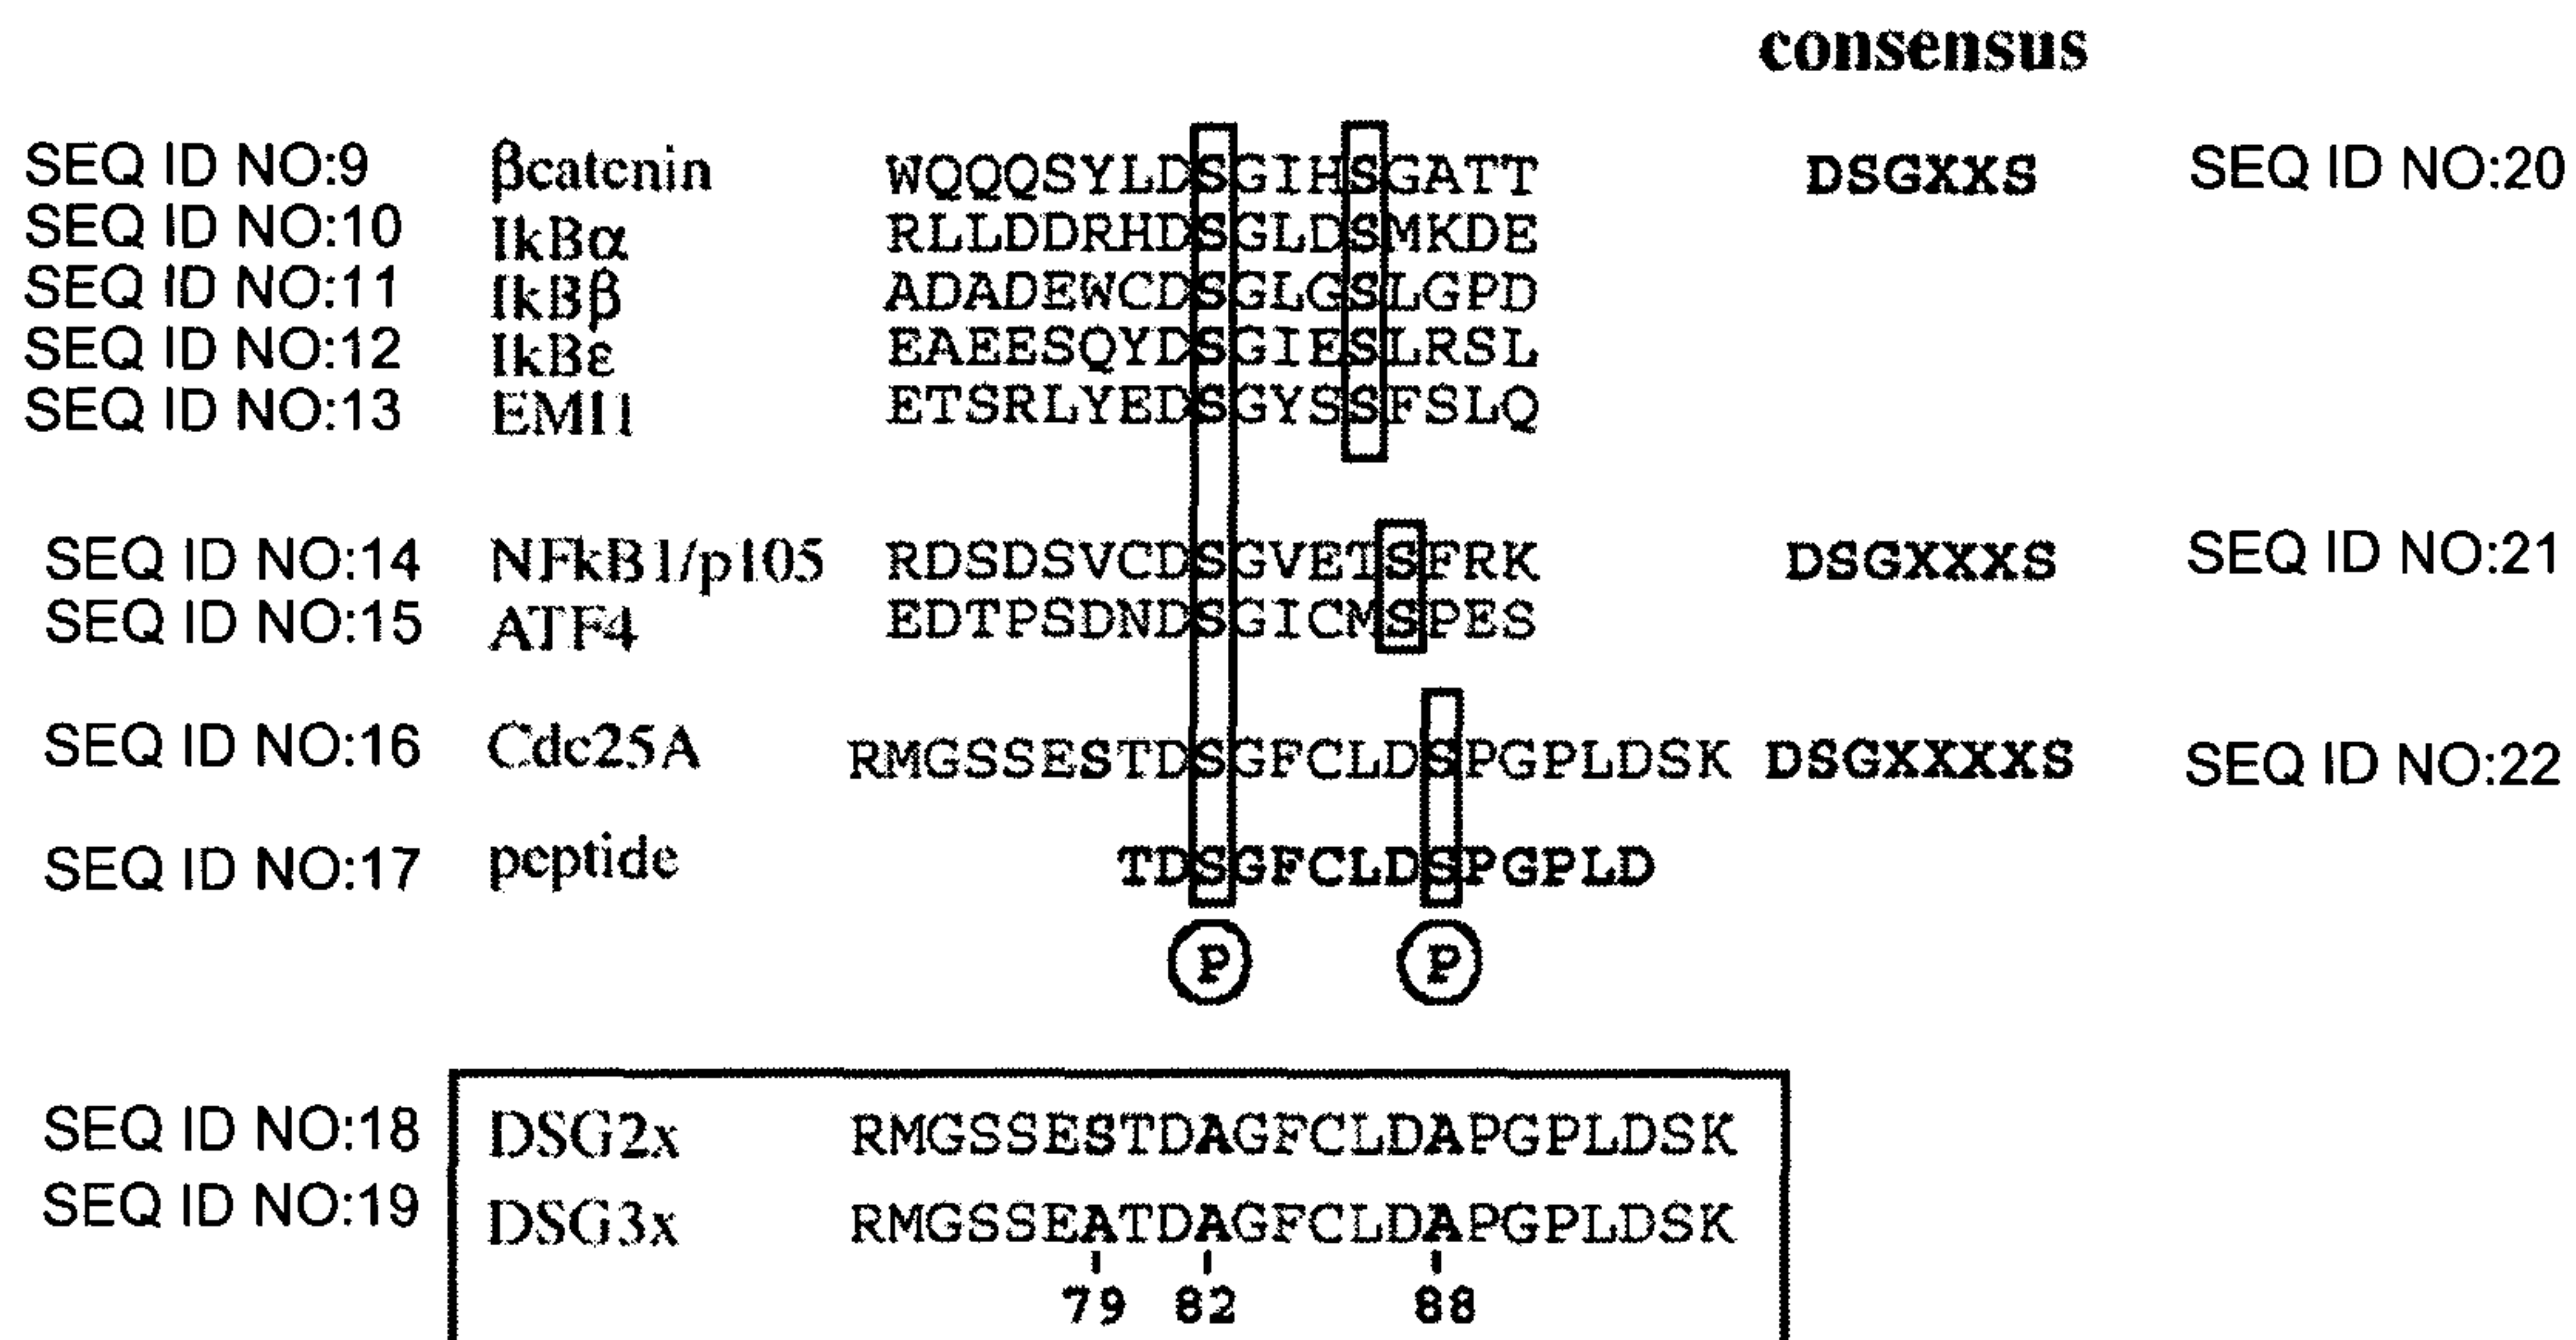 consensus
SEQ ID NO:9 βcatenin WQQQSYLDSGIHSGATT DSGXXS SEQ ID NO:20
SEQ ID NO:10 IkBα RLLDDRHDSGLDSMKDE
SEQ ID NO:11 IkBβ ADADEWCDSGLGSLGPD
SEQ ID NO:12 IkBε EAEESQYDSGIESLRSL
SEQ ID NO:13 EMI1 ETSRLYEDSGYSSFSLQ
SEQ ID NO:14 NFkB1/p105 RDSDSVCDSGVETSFRK DSGXXXS SEQ ID NO:21
SEQ ID NO:15 ATF4 EDTPSDNDSGICMSPES
SEQ ID NO:16 Cdc25A RMGSSESTDSGFCLDSPGPLDSK DSGXXXXS SEQ ID NO:22
SEQ ID NO:17 peptide TDSGFCLDSPGPLD
P P
SEQ ID NO:18 DSG2x RMGSSESTDAGFCLDAPGPLDSK
SEQ ID NO:19 DSG3x RMGSSEATDAGFCLDAPGPLDSK
79 82 88